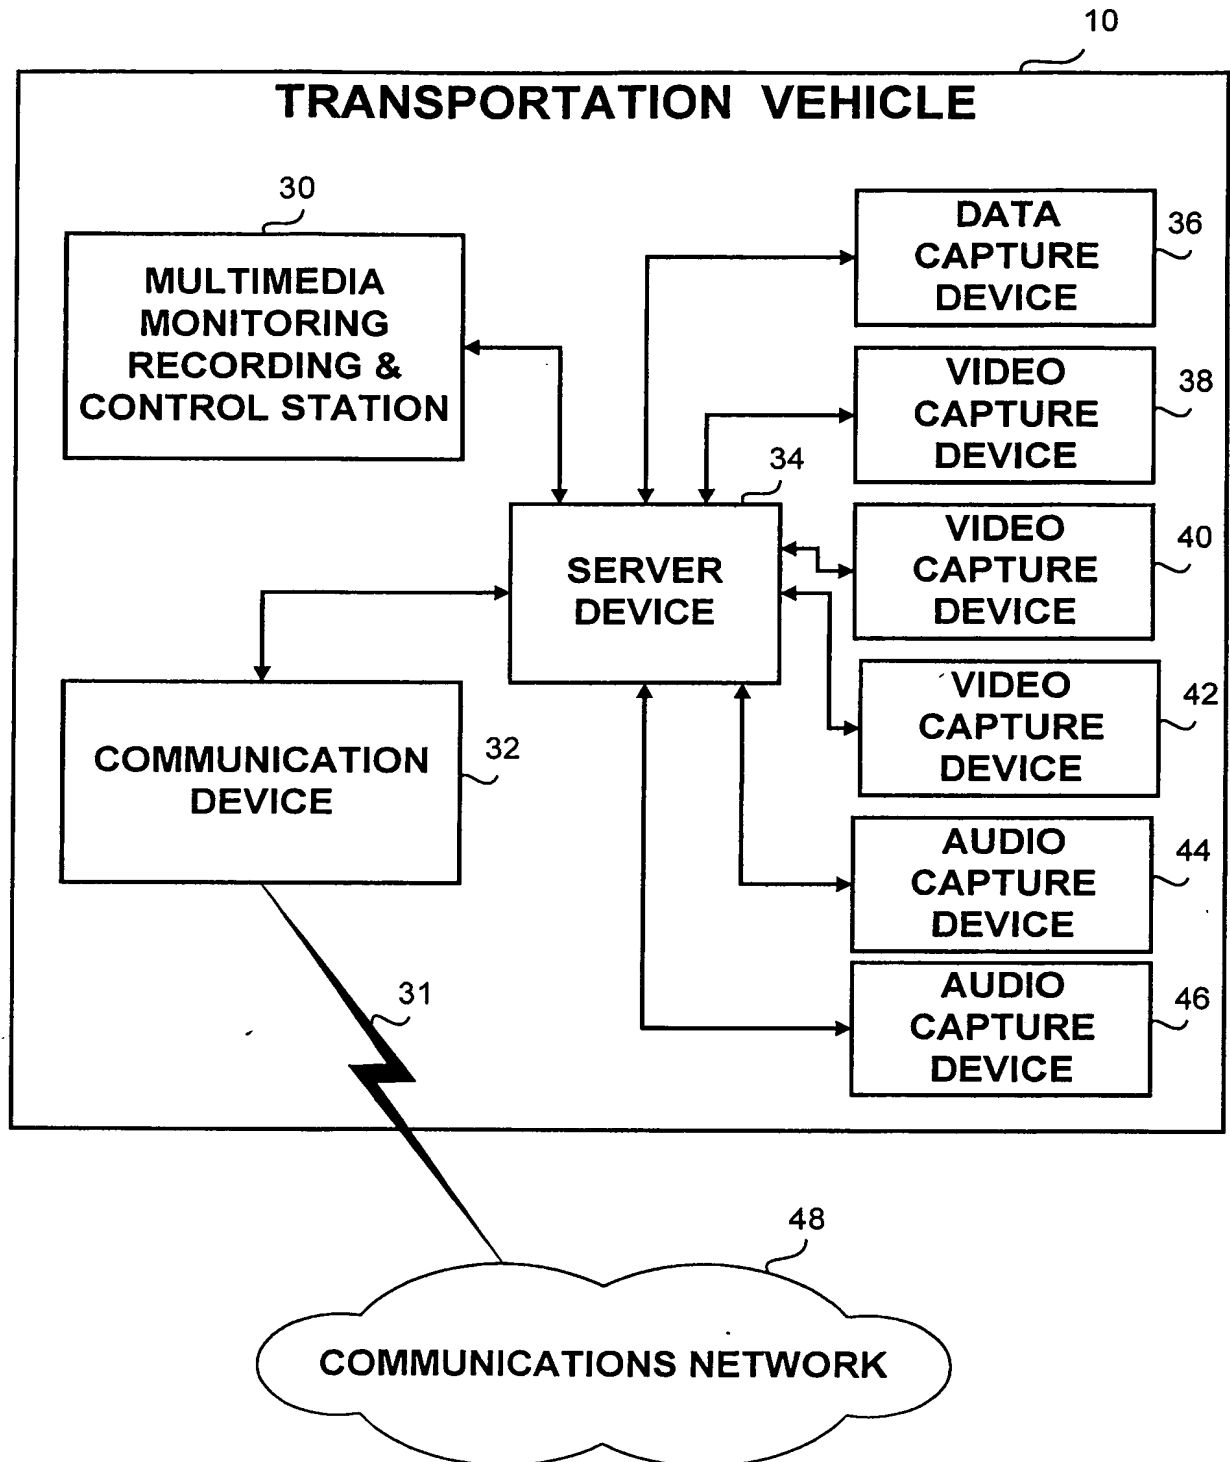 10
TRANSPORTATION VEHICLE
30
MULTIMEDIA
MONITORING
RECORDING &
CONTROL STATION
DATA
CAPTURE
DEVICE
36
VIDEO
CAPTURE
DEVICE
38
34
SERVER
DEVICE
VIDEO
CAPTURE
DEVICE
40
VIDEO
CAPTURE
DEVICE
42
COMMUNICATION
DEVICE
32
AUDIO
CAPTURE
DEVICE
44
AUDIO
CAPTURE
DEVICE
46
31
48
COMMUNICATIONS NETWORK